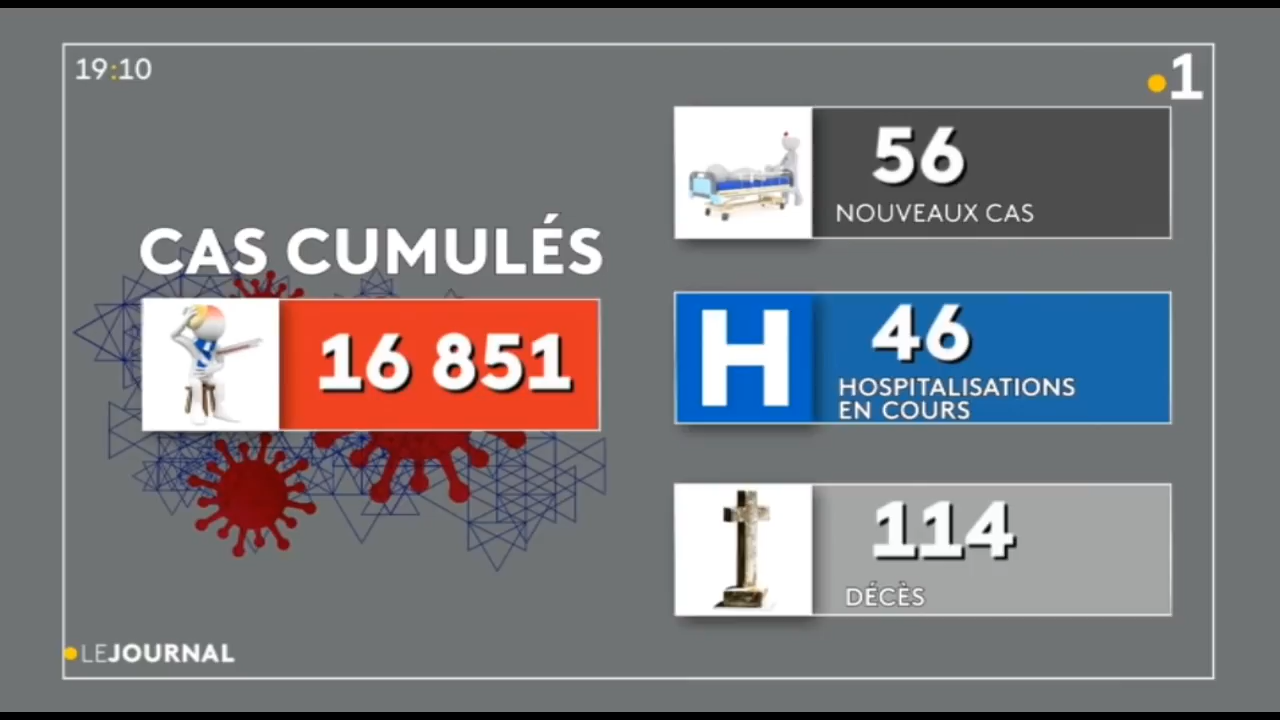 19:10
1
CAS CUMULÉS
16 851
56
NOUVEAUX CAS
H
46
HOSPITALISATIONS
EN COURS
114
DÉCÈS
LEJOURNAL